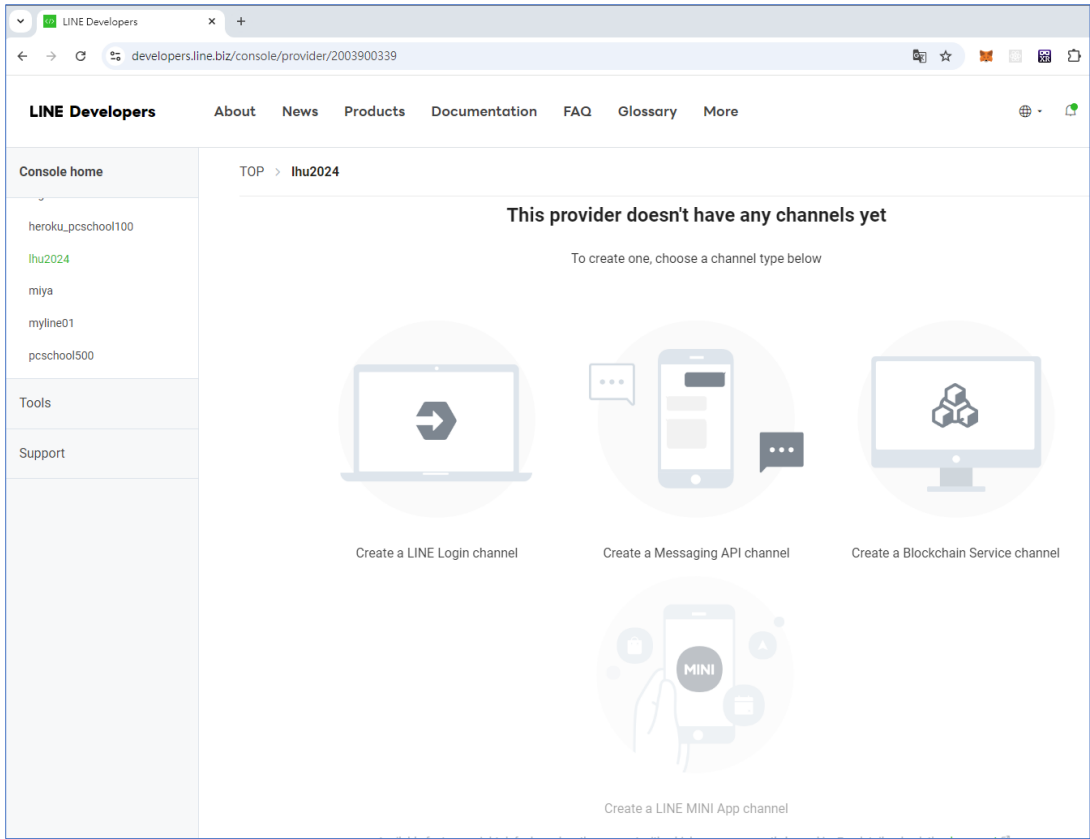 LINE Developers
developers.line.biz/console/provider/2003900339
LINE Developers
About News Products Documentation FAQ Glossary More
Console home
heroku_pcschool100
lhu2024
miya
myline01
pcschool500
Tools
Support
TOP > lhu2024
This provider doesn't have any channels yet
To create one, choose a channel type below
Create a LINE Login channel
Create a Messaging API channel
Create a Blockchain Service channel
MINI
Create a LINE MINI App channel